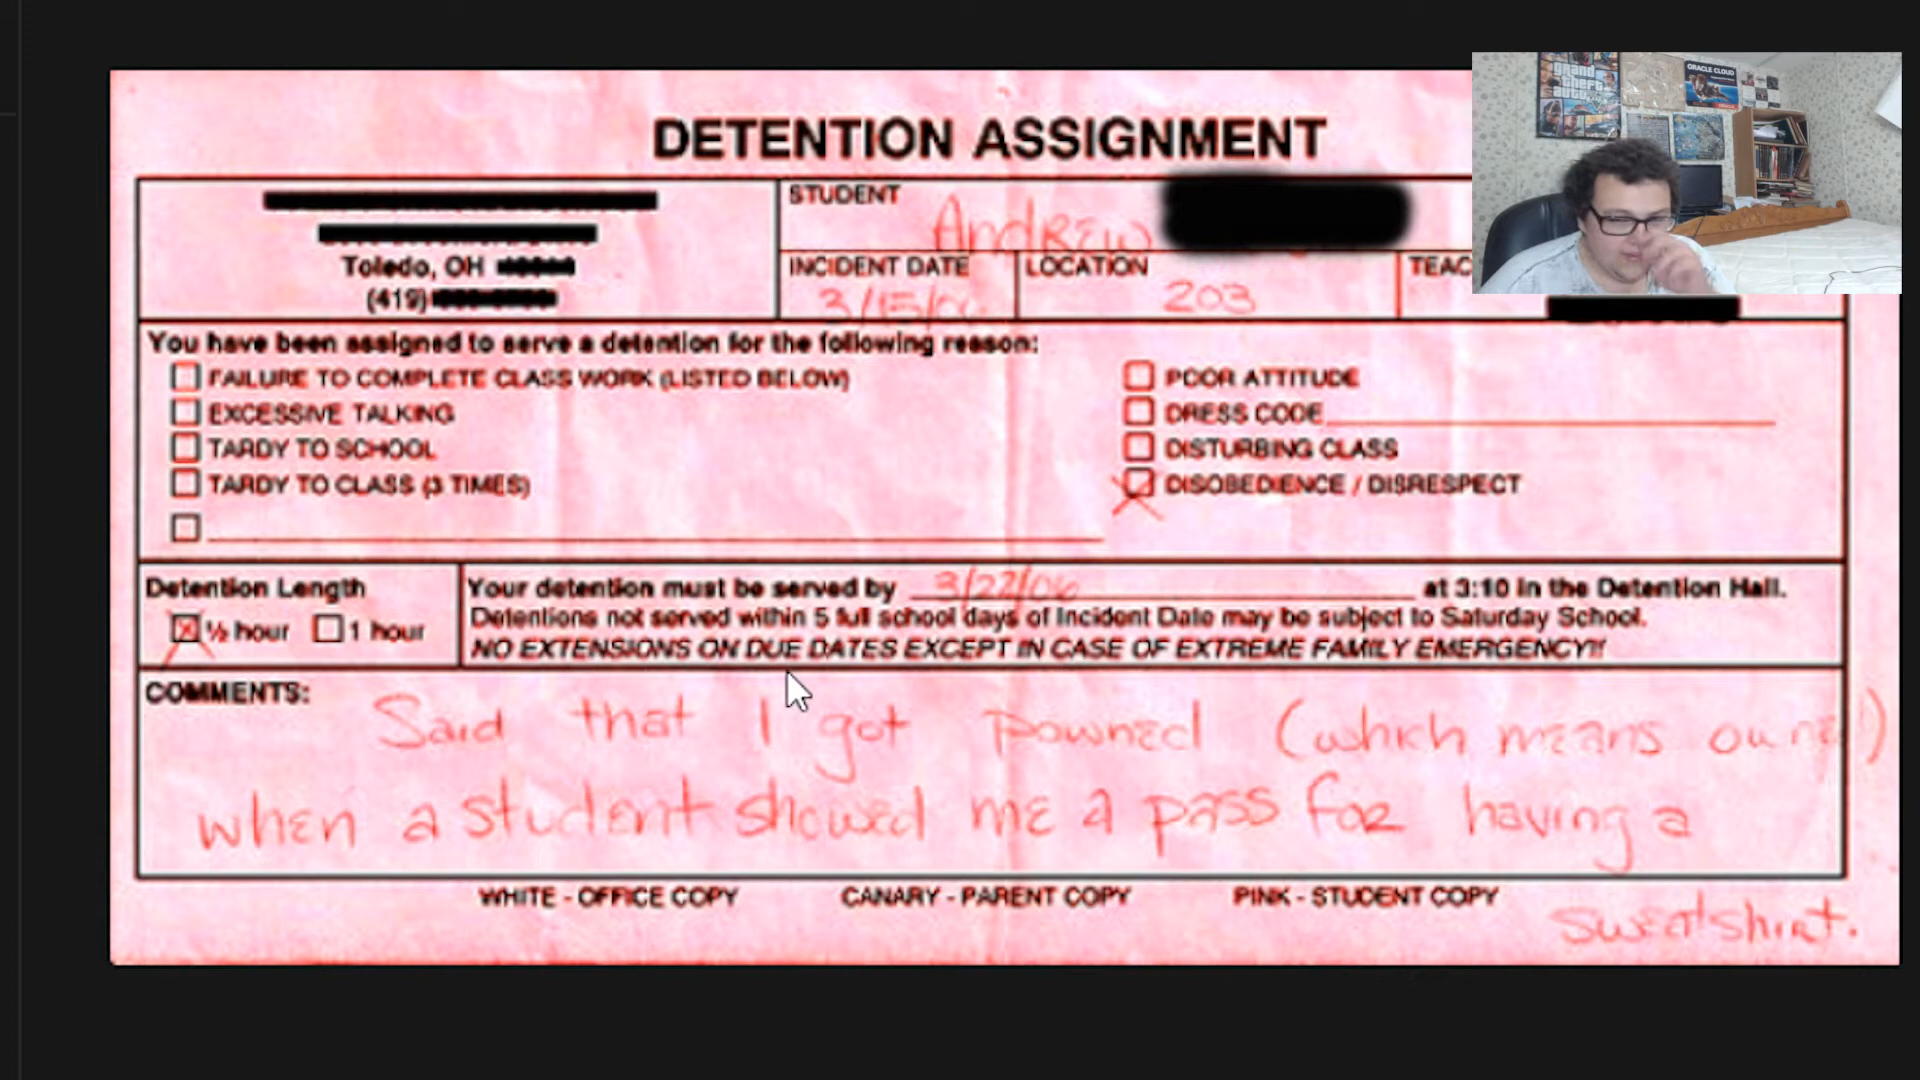 grand theft
ORACLE CLOUD
DETENTION ASSIGNMENT
STUDENT
Andrew
Toledo, OH
(419)
INCIDENT DATE
3/15/06
LOCATION
203
TEAC
You have been assigned to serve a detention for the following reason:
FAILURE TO COMPLETE CLASS WORK (LISTED BELOW)
EXCESSIVE TALKING
TARDY TO SCHOOL
TARDY TO CLASS (3 TIMES)
POOR ATTITUDE
DRESS CODE
DISTURBING CLASS
DISOBEDIENCE / DISRESPECT
Detention Length
½ hour 1 hour
Your detention must be served by 3/22/06 at 3:10 in the Detention Hall.
Detentions not served within 5 full school days of Incident Date may be subject to Saturday School.
NO EXTENSIONS ON DUE DATES EXCEPT IN CASE OF EXTREME FAMILY EMERGENCY!!
COMMENTS:
Said that I got powned (which means owned)
when a student showed me a pass for having a
sweatshirt.
WHITE - OFFICE COPY CANARY - PARENT COPY PINK - STUDENT COPY